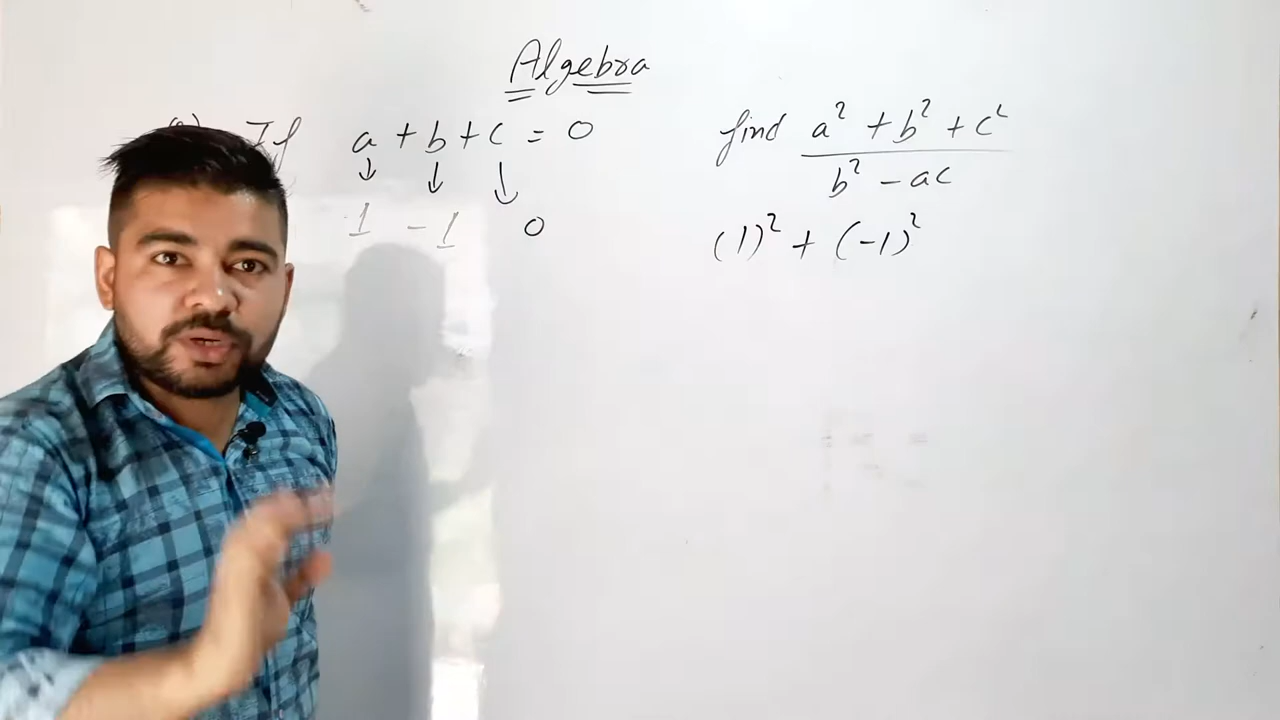 Algebra
If a + b + c = 0 find a² + b² + c²
b² - ac
↓ ↓ ↓
1 -1 0 (1)² + (-1)²